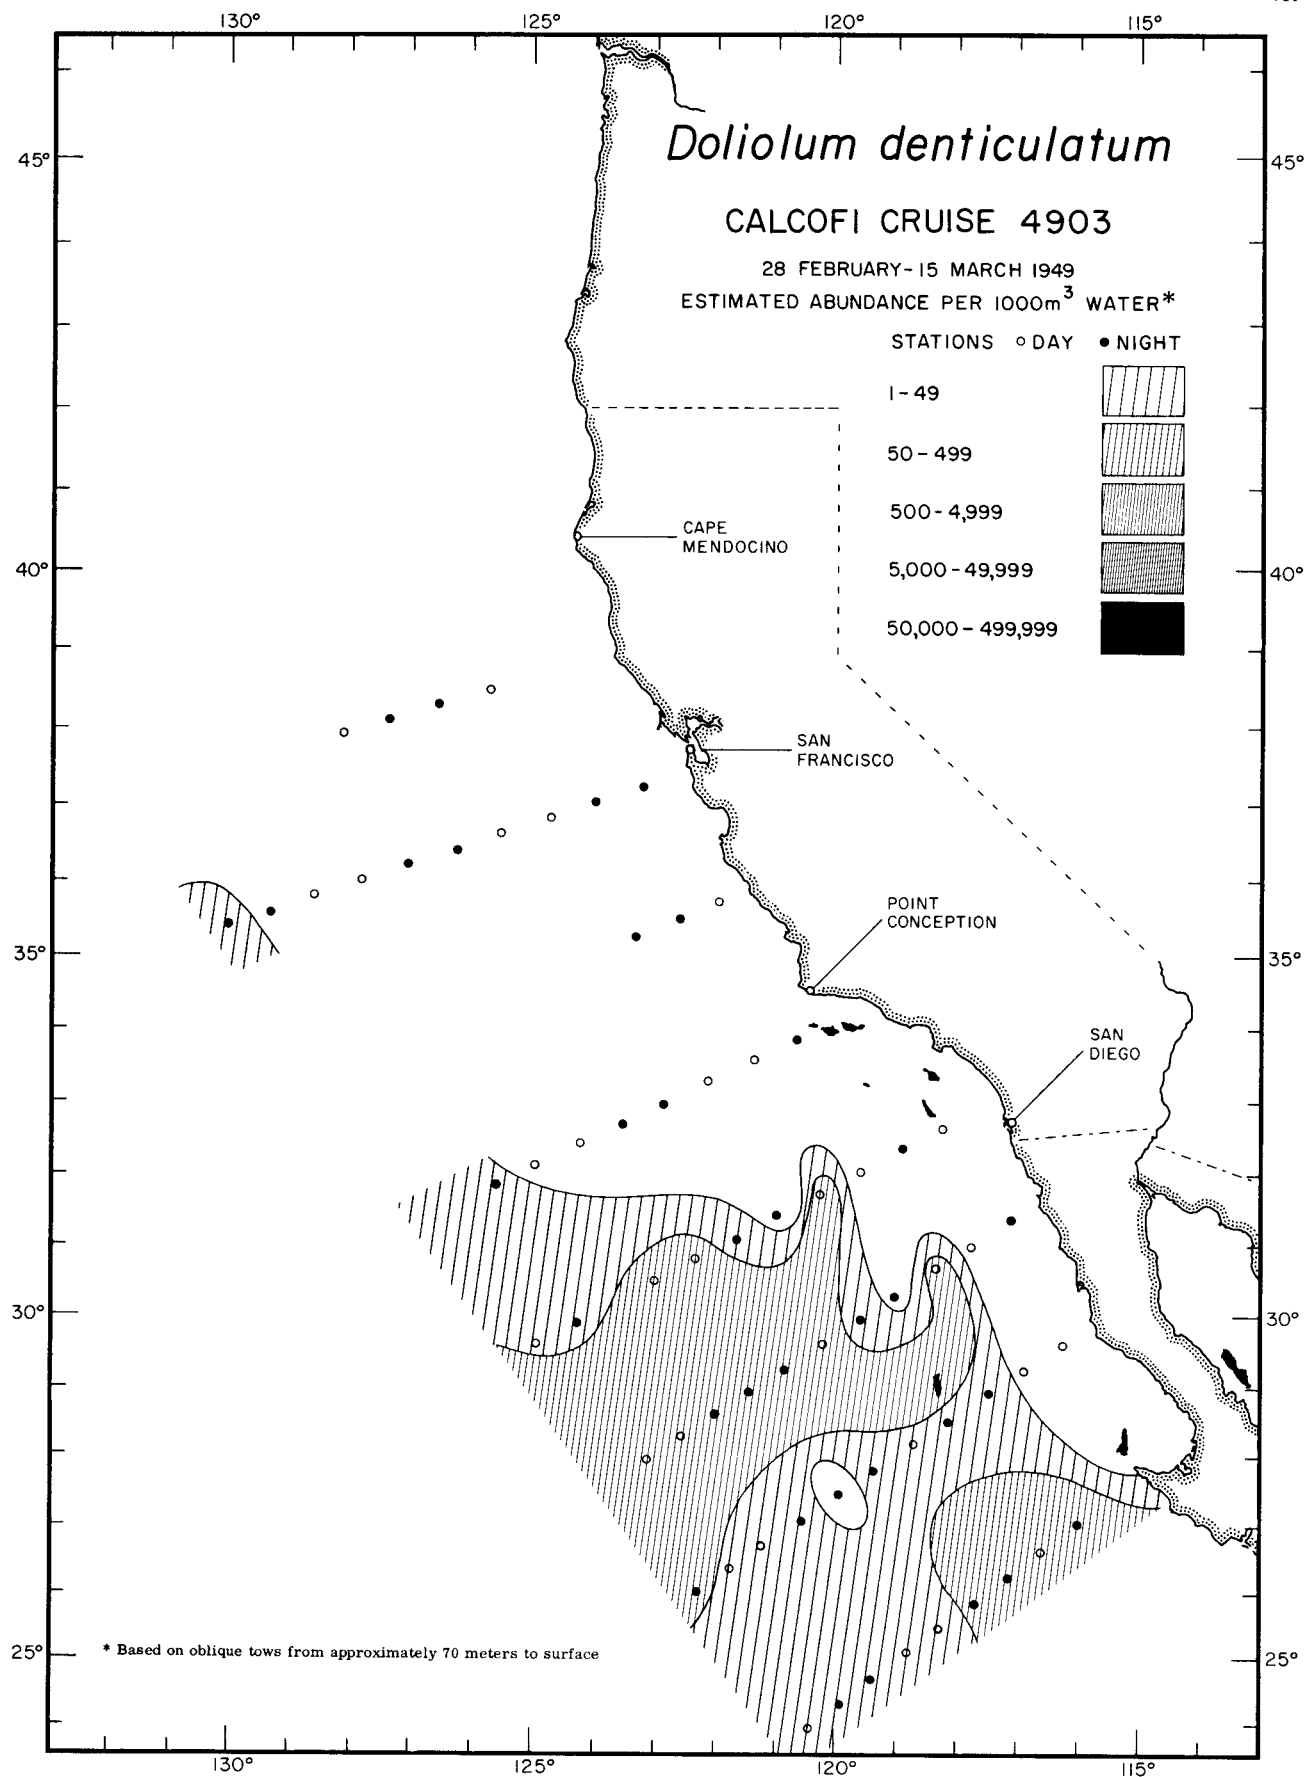 130° 125° 120° 115°
45° 45°
Doliolum denticulatum
CALCOFI CRUISE 4903
28 FEBRUARY-15 MARCH 1949
ESTIMATED ABUNDANCE PER 1000m³ WATER*
STATIONS ○ DAY ● NIGHT
1-49
50-499
500-4,999
5,000-49,999
50,000-499,999
CAPE
MENDOCINO
40° 40°
SAN
FRANCISCO
POINT
CONCEPTION
35° 35°
SAN
DIEGO
30° 30°
25° 25°
* Based on oblique tows from approximately 70 meters to surface
130° 125° 120° 115°